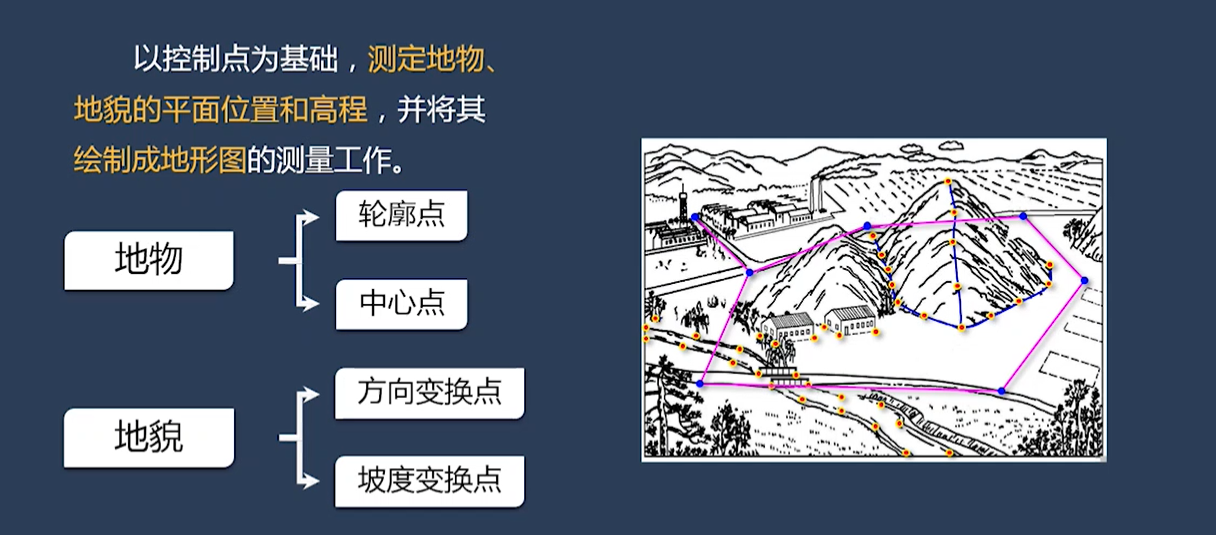 以控制点为基础，测定地物、
地貌的平面位置和高程，并将其
绘制成地形图的测量工作。
地物
轮廓点
中心点
地貌
方向变换点
坡度变换点